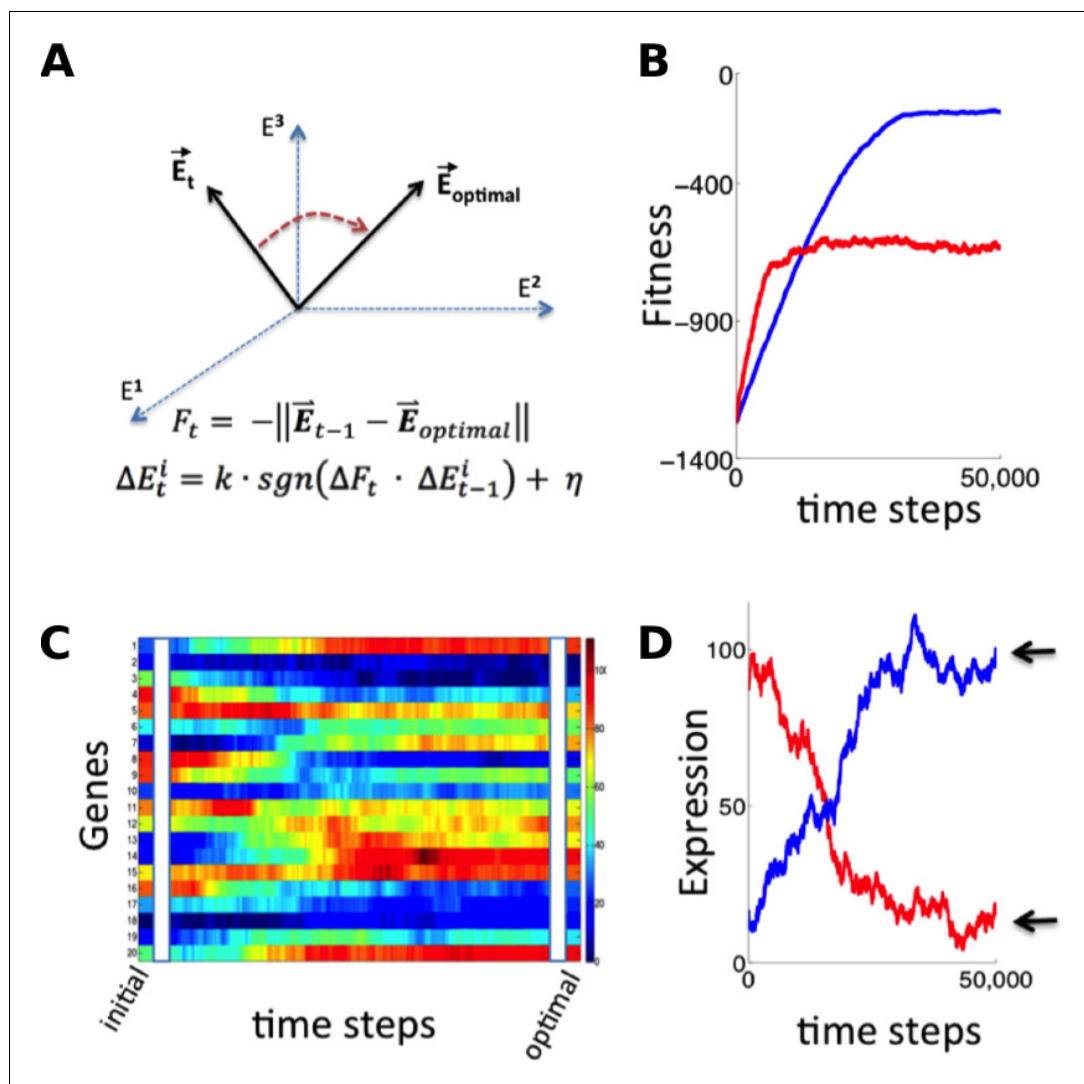 A
E³
E⃗t
E⃗optimal
E²
E¹
Fₜ = −||E⃗ₜ₋₁ − E⃗optimal||
ΔEⁱₜ = k · sgn(ΔFₜ · ΔEⁱₜ₋₁) + η
B
0
−400
−900
−1400
Fitness
0
50,000
time steps
C
Genes
1
2
3
4
5
6
7
8
9
10
11
12
13
14
15
16
17
18
19
20
80
60
40
20
initial
time steps
optimal
D
100
50
0
Expression
0
50,000
time steps